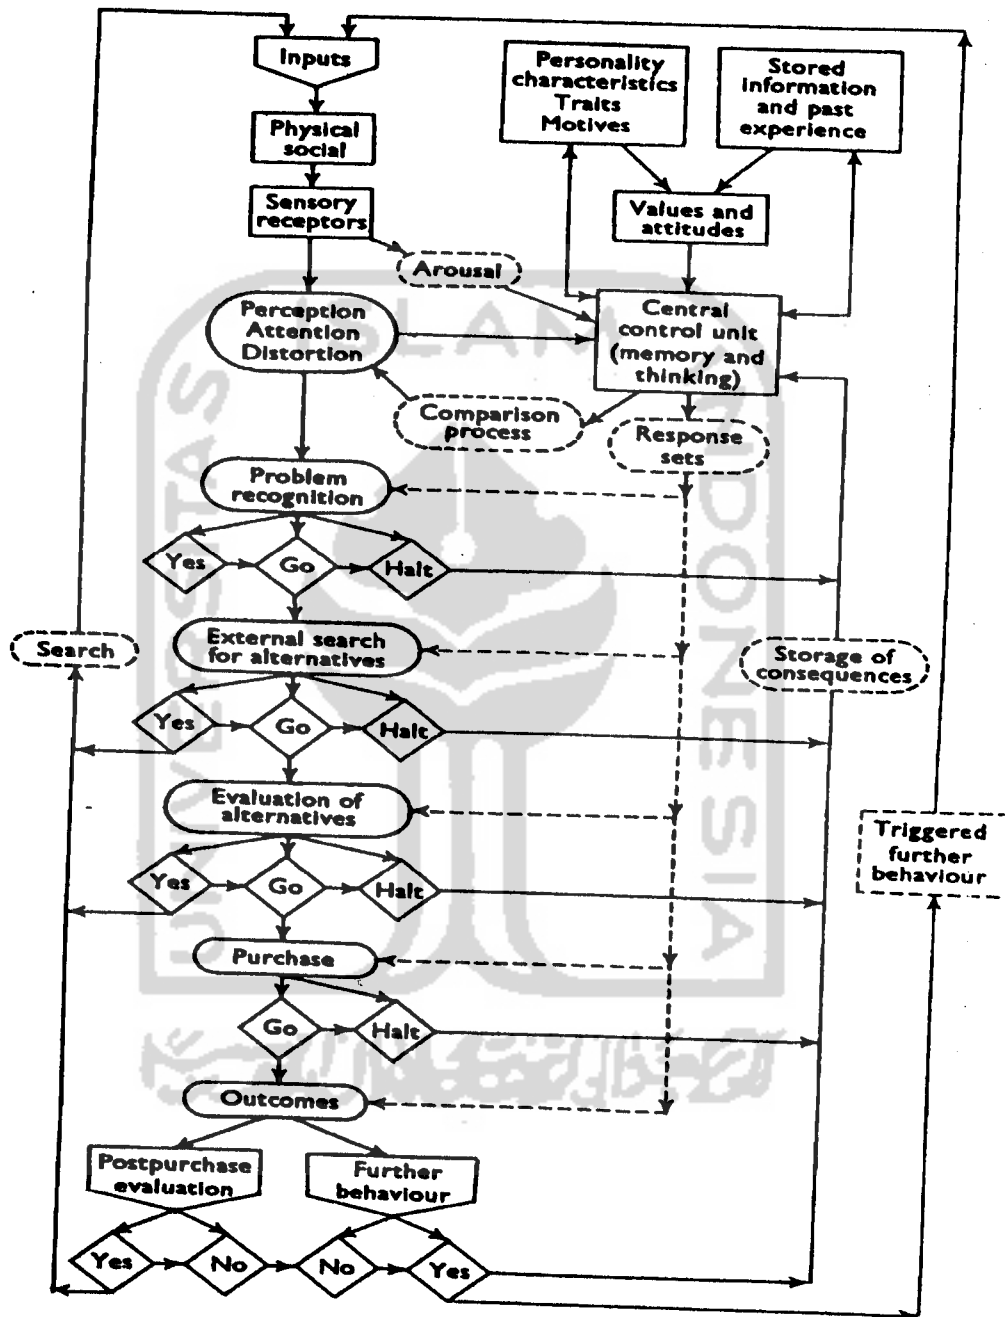 Inputs
Physical
social
Sensory
receptors
Personality
characteristics
Traits
Motives
Stored
information
and past
experience
Values and
attitudes
Arousal
Perception
Attention
Distortion
Central
control unit
(memory and
thinking)
Comparison
process
Response
sets
Problem
recognition
Yes
Go
Halt
Search
External search
for alternatives
Storage of
consequences
Yes
Go
Halt
Evaluation of
alternatives
Triggered
further
behaviour
Yes
Go
Halt
Purchase
Go
Halt
Outcomes
Postpurchase
evaluation
Further
behaviour
Yes
No
No
Yes
UNIVERSITAS
ISLAM
INDONESIA